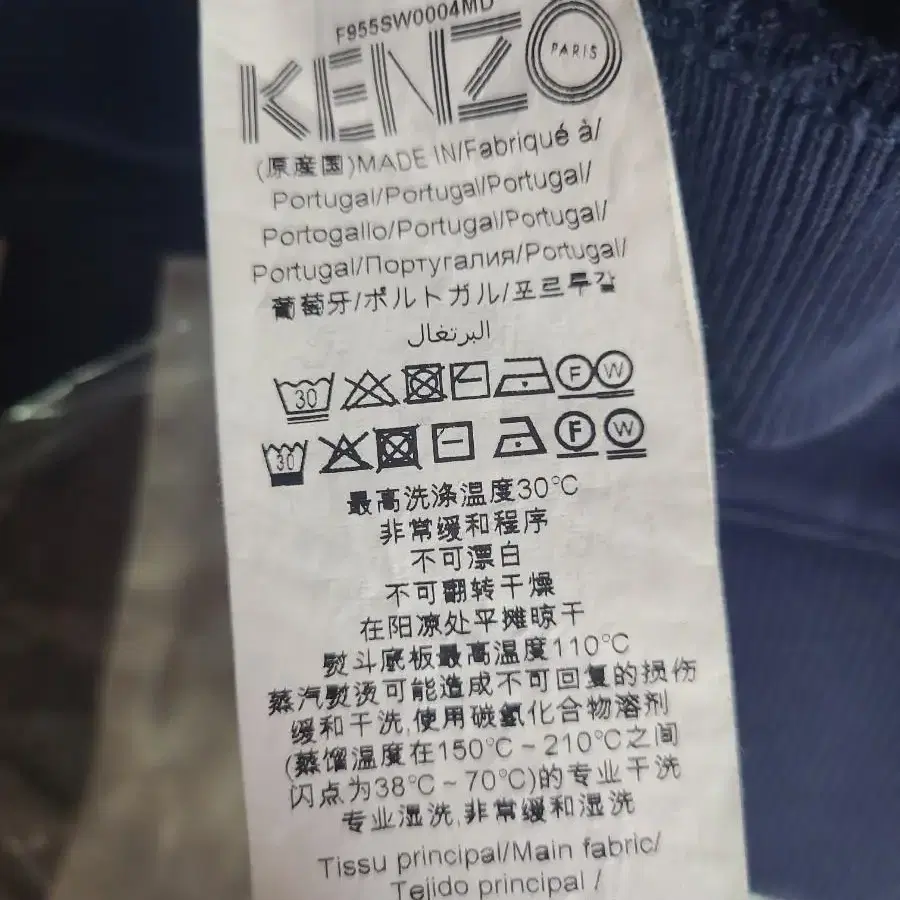 F955SW0004MD
KENZO PARIS
(原産国)MADE IN/Fabriqué à/
Portugal/Portugal/Portugal/
Portogallo/Portugal/Portugal/
Portugal/Португалия/Portugal/
葡萄牙/ポルトガル/포르투갈
البرتغال
30 F W
30 F W
最高洗涤温度30°C
非常缓和程序
不可漂白
不可翻转干燥
在阳凉处平摊晾干
熨斗底板最高温度110°C
蒸汽熨烫可能造成不可回复的损伤
缓和干洗,使用碳氢化合物溶剂
(蒸馏温度在150°C~210°C之间
闪点为38°C~70°C)的专业干洗
专业湿洗,非常缓和湿洗
Tissu principal/Main fabric/
Tejido principal /